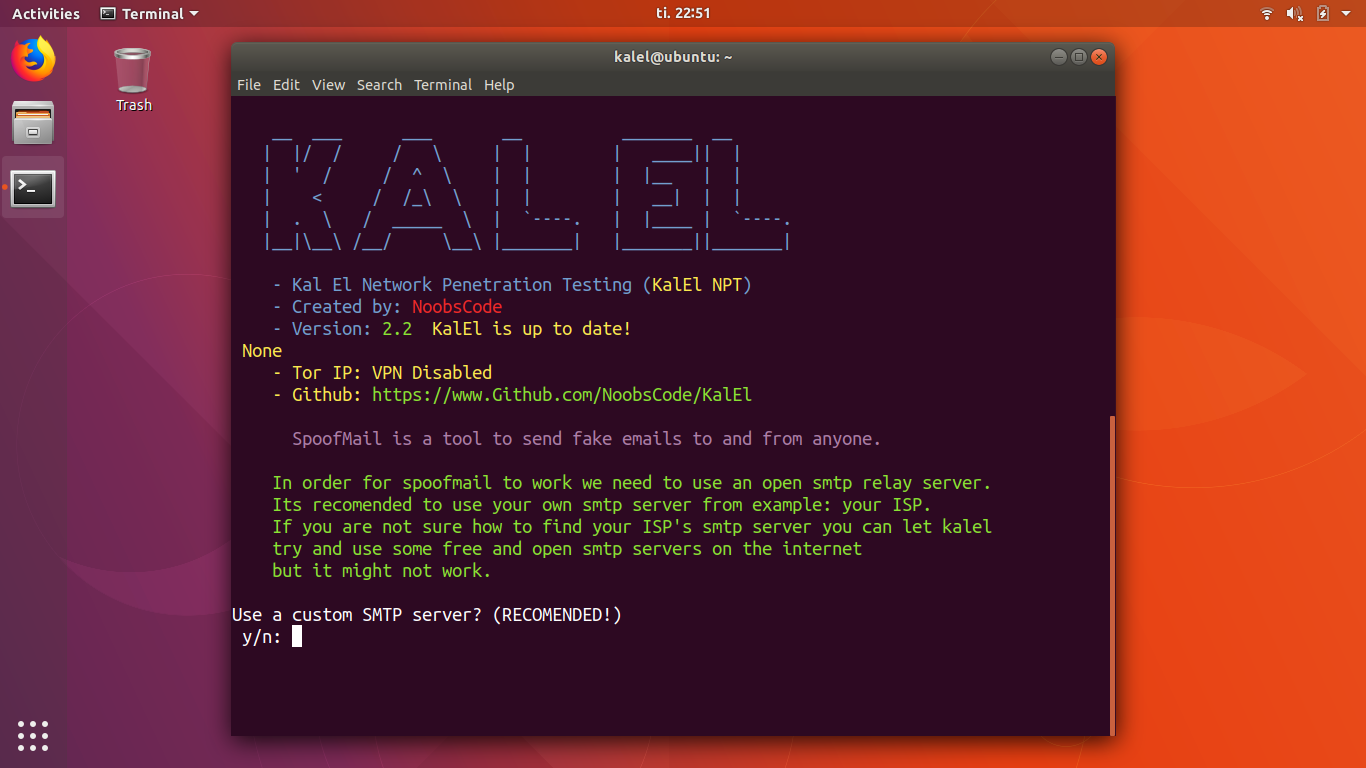 Activities Terminal ti. 22:51
Trash
kalel@ubuntu: ~
File Edit View Search Terminal Help
KAL EL
- Kal El Network Penetration Testing (KalEl NPT)
- Created by: NoobsCode
- Version: 2.2 KalEl is up to date!
None
- Tor IP: VPN Disabled
- Github: https://www.Github.com/NoobsCode/KalEl
SpoofMail is a tool to send fake emails to and from anyone.
In order for spoofmail to work we need to use an open smtp relay server.
Its recomended to use your own smtp server from example: your ISP.
If you are not sure how to find your ISP's smtp server you can let kalel
try and use some free and open smtp servers on the internet
but it might not work.
Use a custom SMTP server? (RECOMENDED!)
y/n: